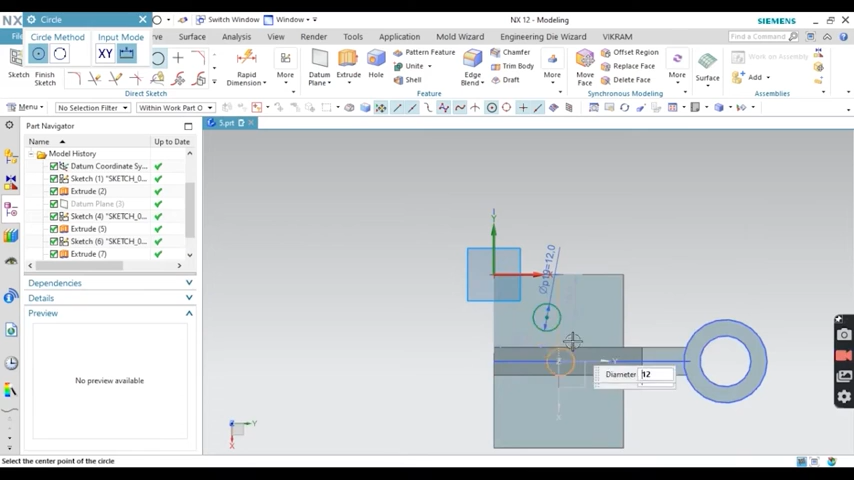 NX
Circle
Switch Window
Window
NX 12 - Modeling
SIEMENS
Circle Method
Input Mode
XY
Surface
Analysis
View
Render
Tools
Application
Mold Wizard
Engineering Die Wizard
VIKRAM
Find a Command
Sketch
Finish
Sketch
Rapid
Dimension
More
Direct Sketch
Datum
Plane
Extrude
Hole
Pattern Feature
Unite
Shell
Edge
Blend
Chamfer
Trim Body
Draft
More
Feature
Move
Face
Offset Region
Replace Face
Delete Face
More
Synchronous Modeling
Surface
Work on Assembly
Add
Assemblies
Menu
No Selection Filter
Within Work Part O
Part Navigator
5.prt
Name
Up to Date
Model History
Datum Coordinate Sy...
Sketch (1) "SKETCH_0...
Extrude (2)
Datum Plane (3)
Sketch (4) "SKETCH_0...
Extrude (5)
Sketch (6) "SKETCH_0...
Extrude (7)
Dependencies
Details
Preview
No preview available
Y
Y
Diameter 12
Y
X
Select the center point of the circle